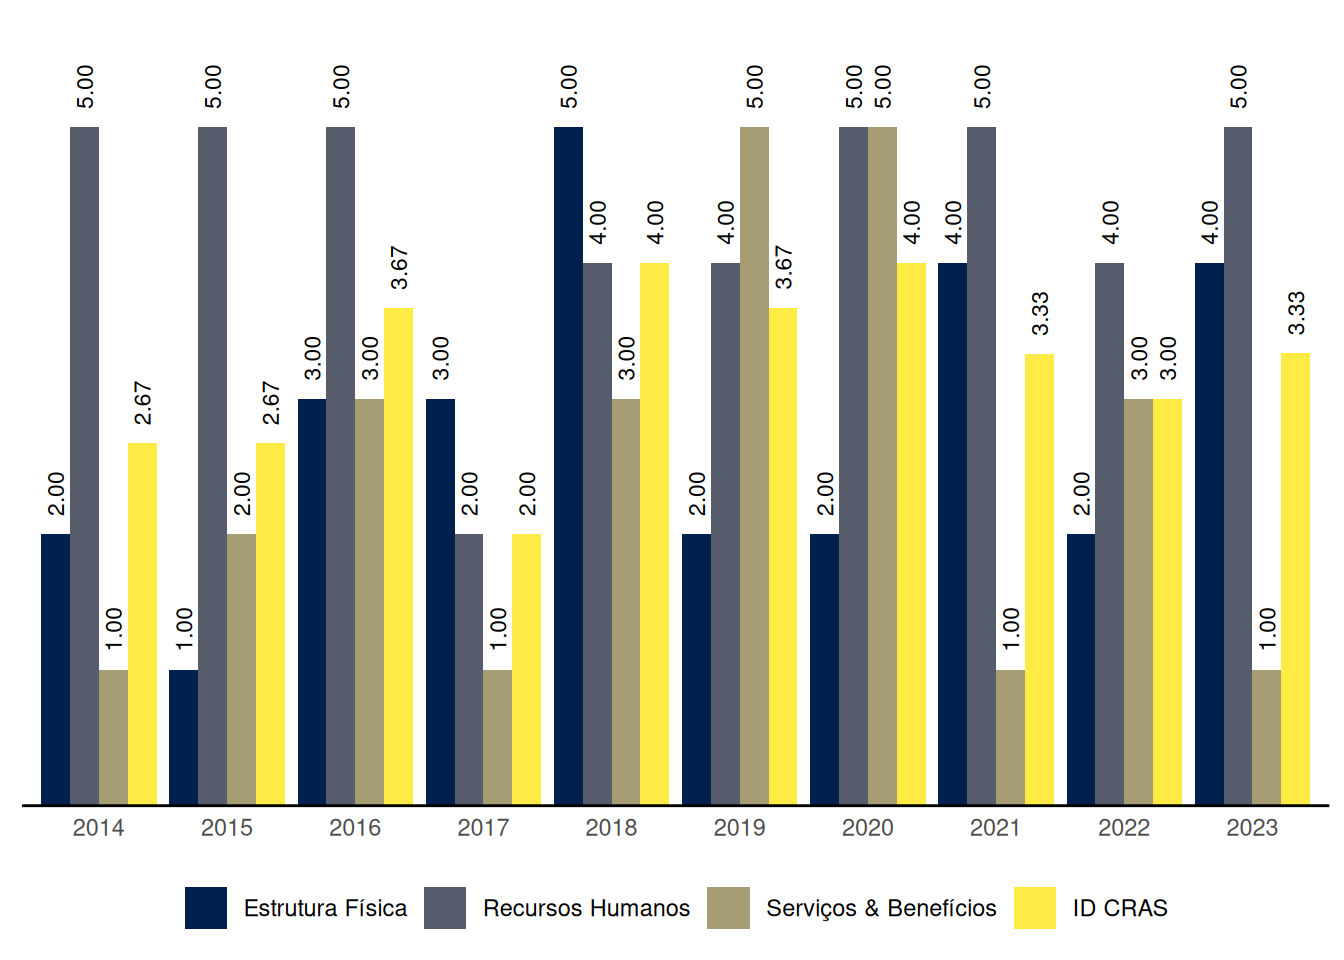 2.00 5.00 1.00 2.67
1.00 5.00 2.00 2.67
3.00 5.00 3.00 3.67
3.00 2.00 1.00 2.00
5.00 4.00 3.00 4.00
2.00 4.00 5.00 3.67
2.00 5.00 5.00 4.00
4.00 5.00 1.00 3.33
2.00 4.00 3.00 3.00
4.00 5.00 1.00 3.33
2014 2015 2016 2017 2018 2019 2020 2021 2022 2023
Estrutura Física Recursos Humanos Serviços & Benefícios ID CRAS